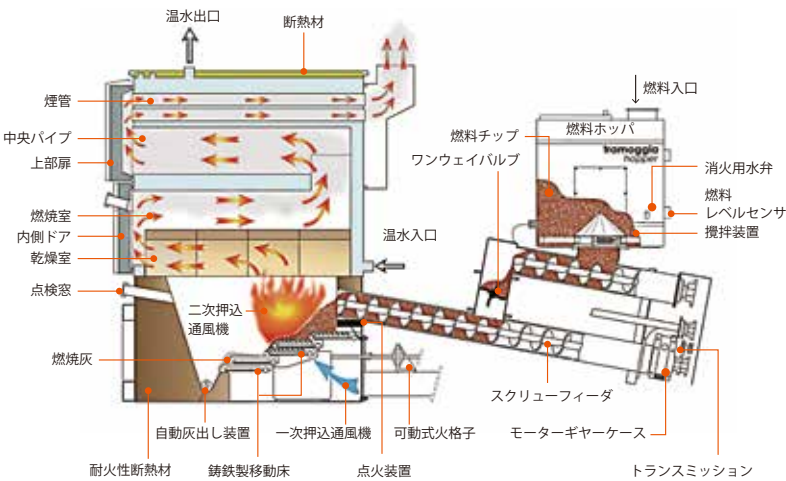 温水出口
断熱材
煙管
中央パイプ
上部扉
燃焼室
内側ドア
乾燥室
点検窓
温水入口
二次押込
通風機
燃焼灰
自動灰出し装置
一次押込通風機
可動式火格子
耐火性断熱材
鋳鉄製移動床
点火装置
燃料入口
燃料チップ
燃料ホッパ
tramoggia
hopper
ワンウェイバルブ
消火用水弁
燃料
レベルセンサ
攪拌装置
スクリューフィーダ
モーターギヤーケース
トランスミッション